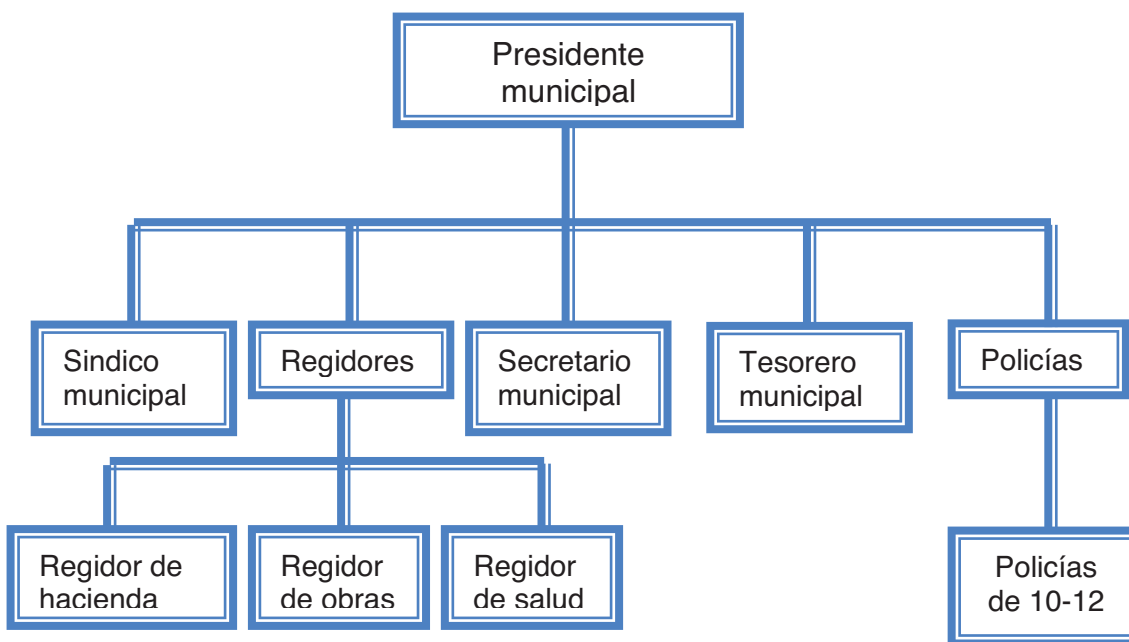 Presidente
municipal
Sindico
municipal
Regidores
Secretario
municipal
Tesorero
municipal
Policías
Regidor de
hacienda
Regidor
de obras
Regidor
de salud
Policías
de 10-12